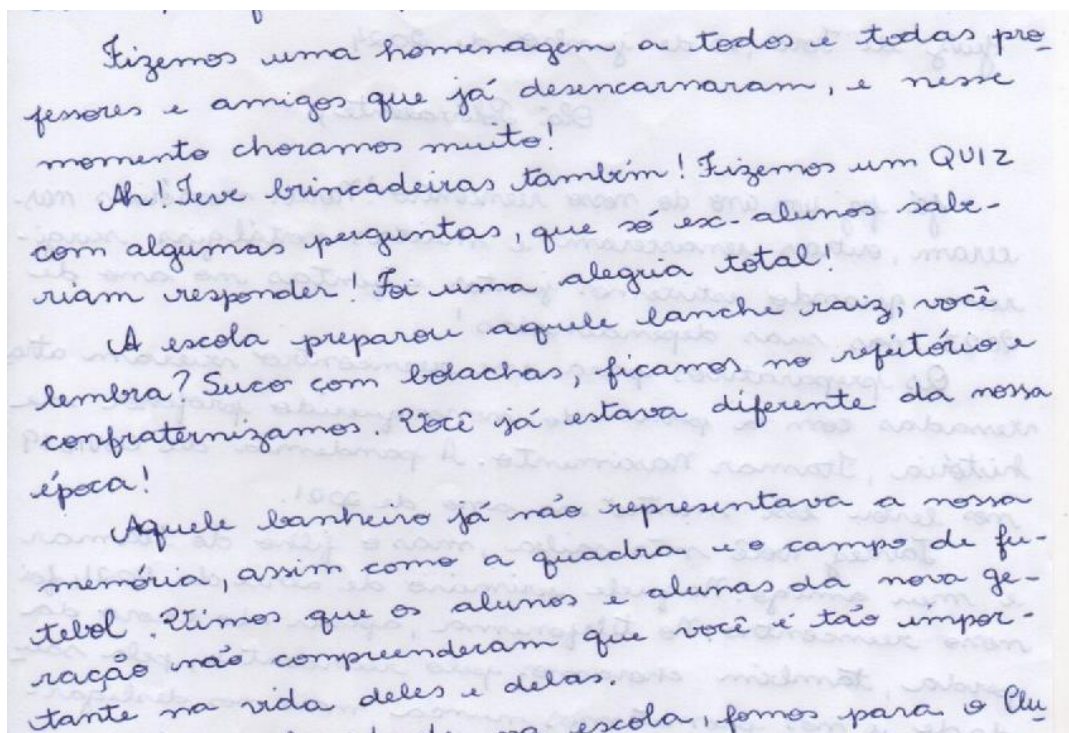 Fizemos uma homenagem a todos e todas pro-
fessores e amigos que já desencarnaram, e nesse
momento choramos muito!
Ah! Teve brincadeiras também! Fizemos um QUIZ
com algumas perguntas, que só ex-alunos sabe-
riam responder! Foi uma alegria total!
A escola preparou aquele lanche raiz, você
lembra? Suco com bolachas, ficamos no refeitório e
confraternizamos. Você já estava diferente da nossa
época!
Aquele banheiro já não representava a nossa
memória, assim como a quadra e o campo de fu-
tebol. Vimos que os alunos e alunas da nova ge-
ração não compreenderam que você é tão impor-
tante na vida deles e delas.
escola, fomos para o Clu-